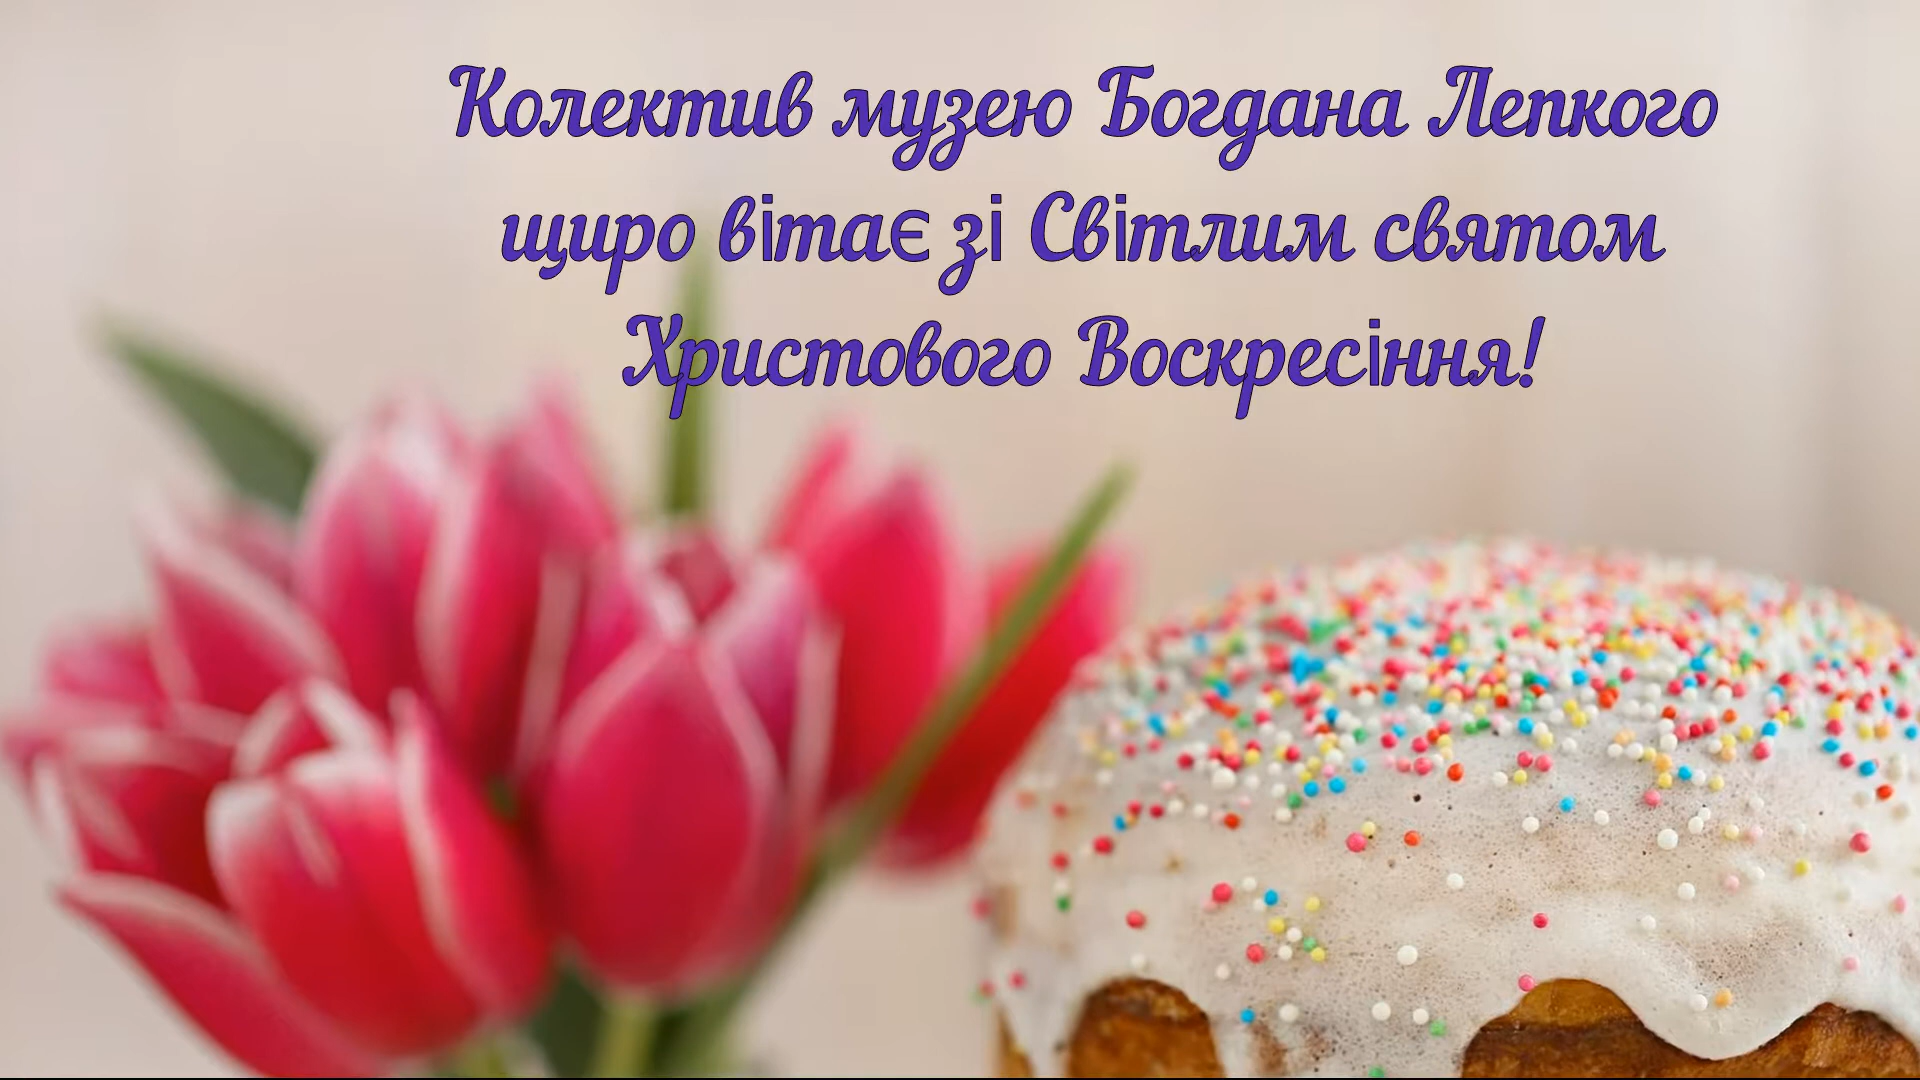 Колектив музею Богдана Лепкого
щиро вітає зі Світлим святом
Христового Воскресіння!